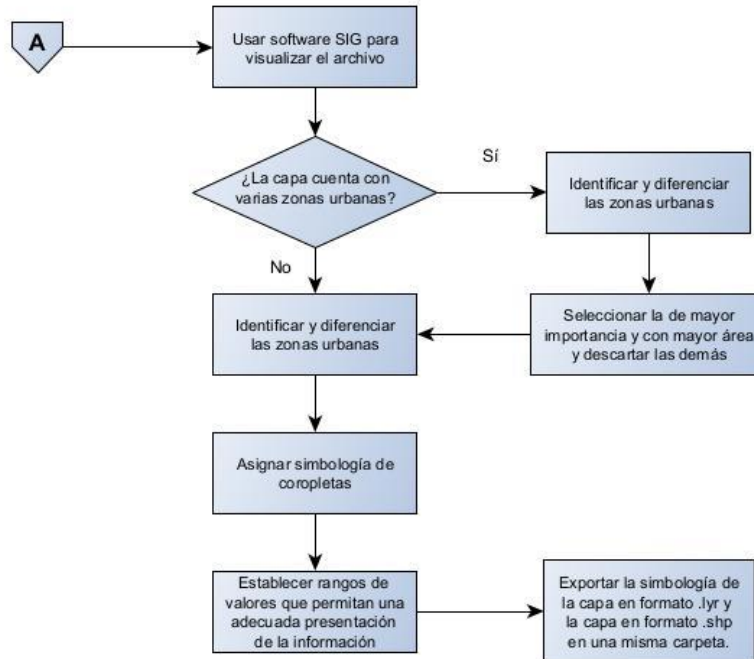 A
Usar software SIG para
visualizar el archivo
¿La capa cuenta con
varias zonas urbanas?
Sí
Identificar y diferenciar
las zonas urbanas
No
Identificar y diferenciar
las zonas urbanas
Seleccionar la de mayor
importancia y con mayor área
y descartar las demás
Asignar simbología de
coropletas
Establecer rangos de
valores que permitan una
adecuada presentación
de la información
Exportar la simbología de
la capa en formato .lyr y
la capa en formato .shp
en una misma carpeta.